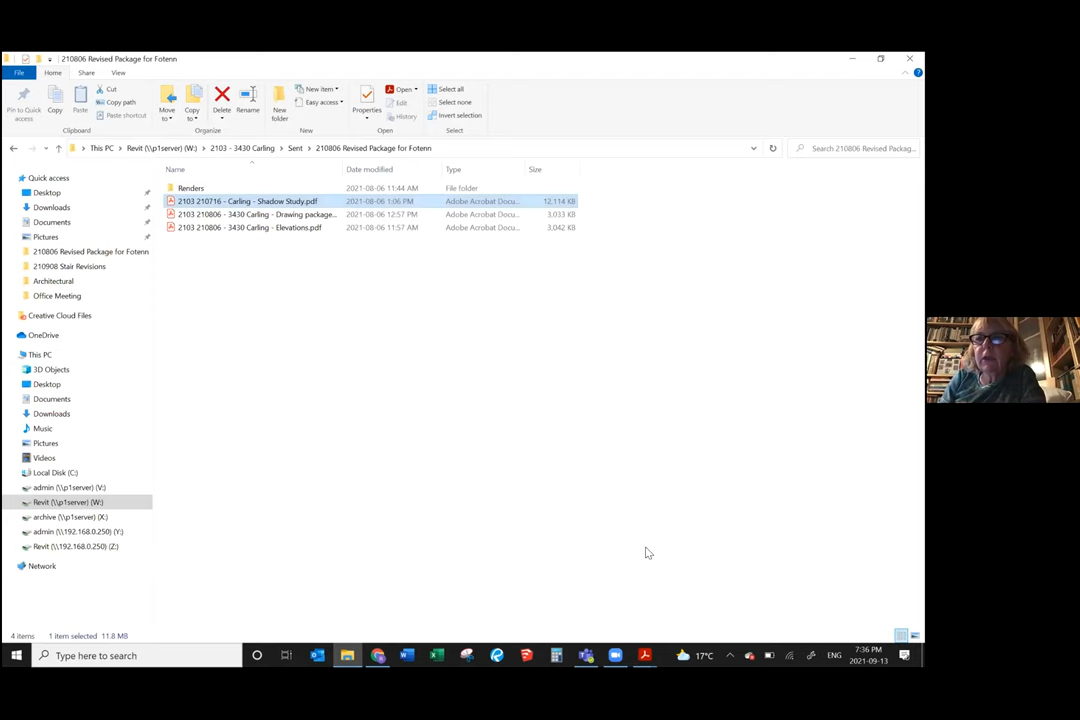 210806 Revised Package for Fotenn
File Home Share View
Pin to Quick access
Copy
Paste
Cut
Copy path
Paste shortcut
Clipboard
Move to
Copy to
Delete
Rename
Organize
New folder
New item
Easy access
New
Properties
Open
Edit
History
Open
Select all
Select none
Invert selection
Select
This PC Revit (\\p1server) (W:) 2103 - 3430 Carling Sent 210806 Revised Package for Fotenn
Search 210806 Revised Packag...
Name Date modified Type Size
Renders 2021-08-06 11:44 AM File folder
2103 210716 - Carling - Shadow Study.pdf 2021-08-06 1:06 PM Adobe Acrobat Docu... 12,114 KB
2103 210806 - 3430 Carling - Drawing package... 2021-08-06 12:57 PM Adobe Acrobat Docu... 3,033 KB
2103 210806 - 3430 Carling - Elevations.pdf 2021-08-06 11:57 AM Adobe Acrobat Docu... 3,042 KB
Quick access
Desktop
Downloads
Documents
Pictures
210806 Revised Package for Fotenn
210908 Stair Revisions
Architectural
Office Meeting
Creative Cloud Files
OneDrive
This PC
3D Objects
Desktop
Documents
Downloads
Music
Pictures
Videos
Local Disk (C:)
admin (\\p1server) (V:)
Revit (\\p1server) (W:)
archive (\\p1server) (X:)
admin (\\192.168.0.250) (Y:)
Revit (\\192.168.0.250) (Z:)
Network
4 items 1 item selected 11.8 MB
Type here to search
17°C
ENG
7:36 PM
2021-09-13